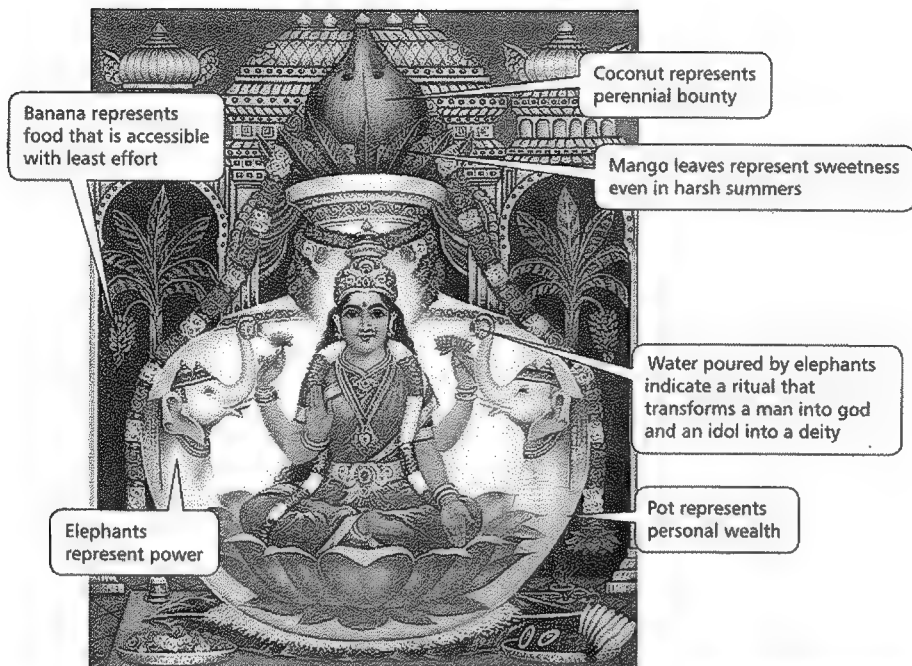 Coconut represents
perennial bounty
Banana represents
food that is accessible
with least effort
Mango leaves represent sweetness
even in harsh summers
Water poured by elephants
indicate a ritual that
transforms a man into god
and an idol into a deity
Elephants
represent power
Pot represents
personal wealth